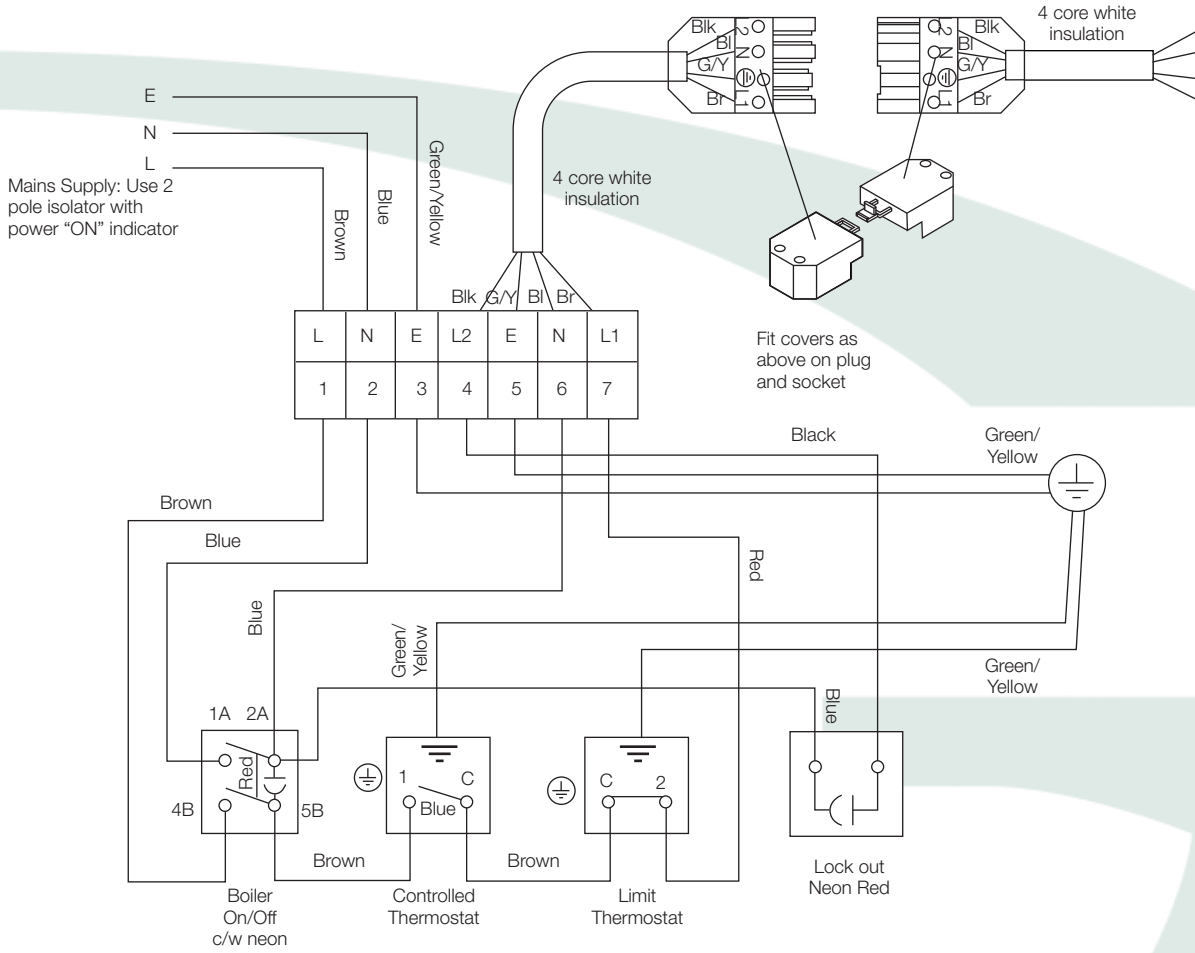 Blk
Bl
G/Y
Br
L2
N
L1
L2
N
L1
Blk
Bl
G/Y
Br
4 core white
insulation
E
N
L
Mains Supply: Use 2
pole isolator with
power “ON” indicator
Brown
Blue
Green/Yellow
4 core white
insulation
Blk G/Y Bl Br
L N E L2 E N L1
1 2 3 4 5 6 7
Fit covers as
above on plug
and socket
Black
Green/
Yellow
Brown
Blue
Red
Blue
Green/
Yellow
Green/
Yellow
Blue
1A 2A
Red
4B 5B
1 C
Blue
C 2
Brown
Brown
Boiler
On/Off
c/w neon
Controlled
Thermostat
Limit
Thermostat
Lock out
Neon Red